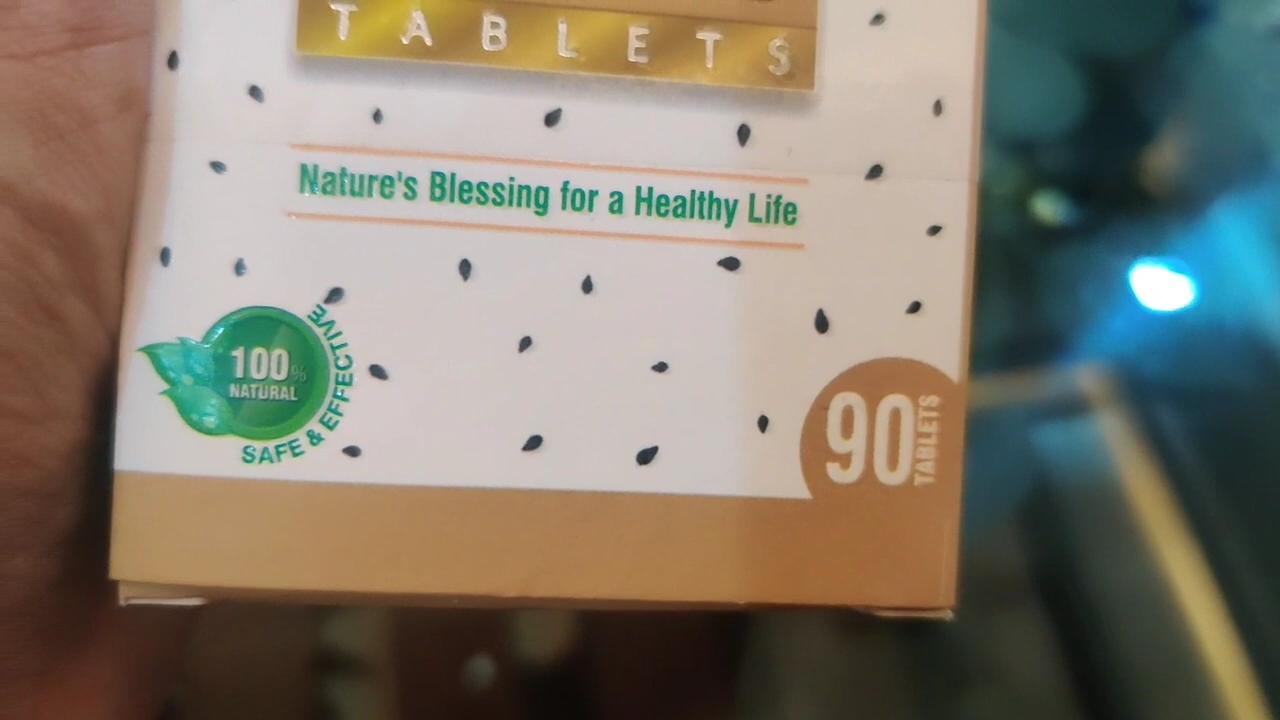 TABLETS
Nature's Blessing for a Healthy Life
100%
NATURAL
SAFE & EFFECTIVE
90
TABLETS